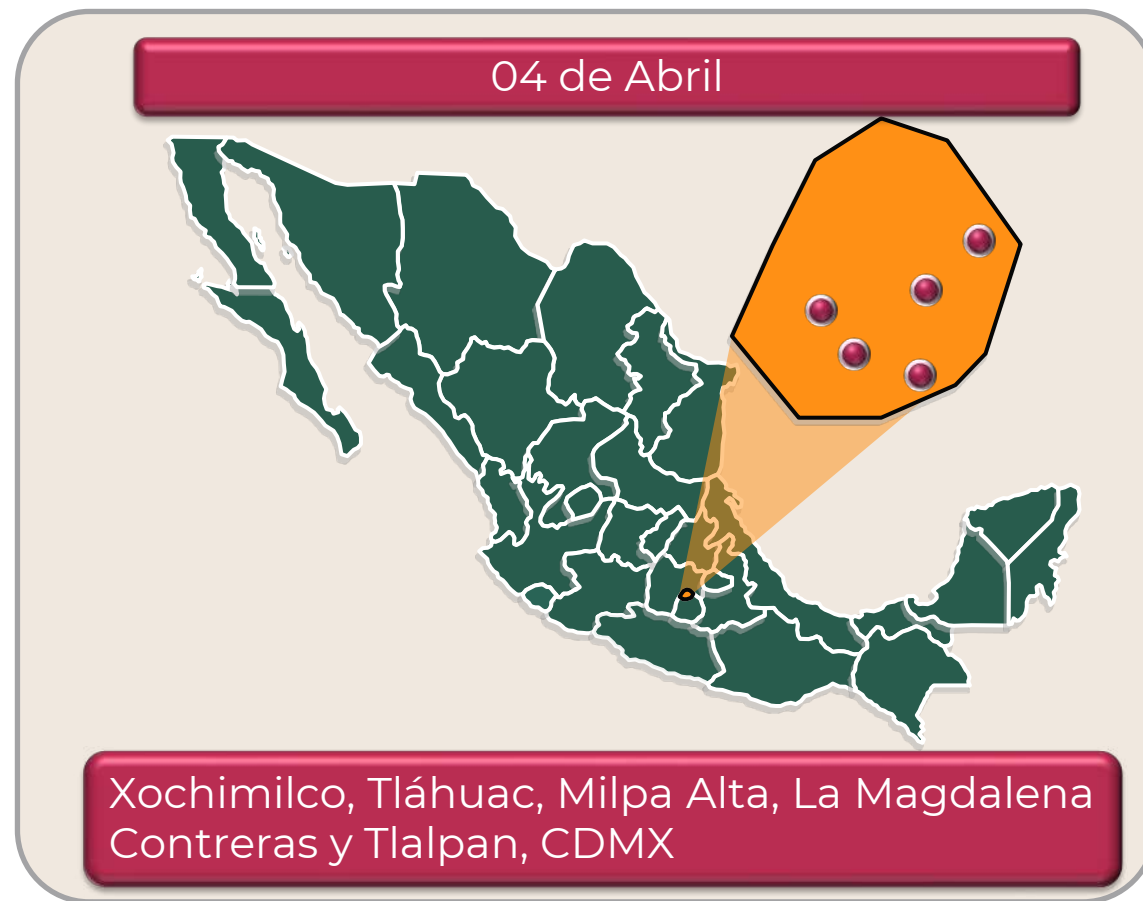 04 de Abril
Xochimilco, Tláhuac, Milpa Alta, La Magdalena
Contreras y Tlalpan, CDMX